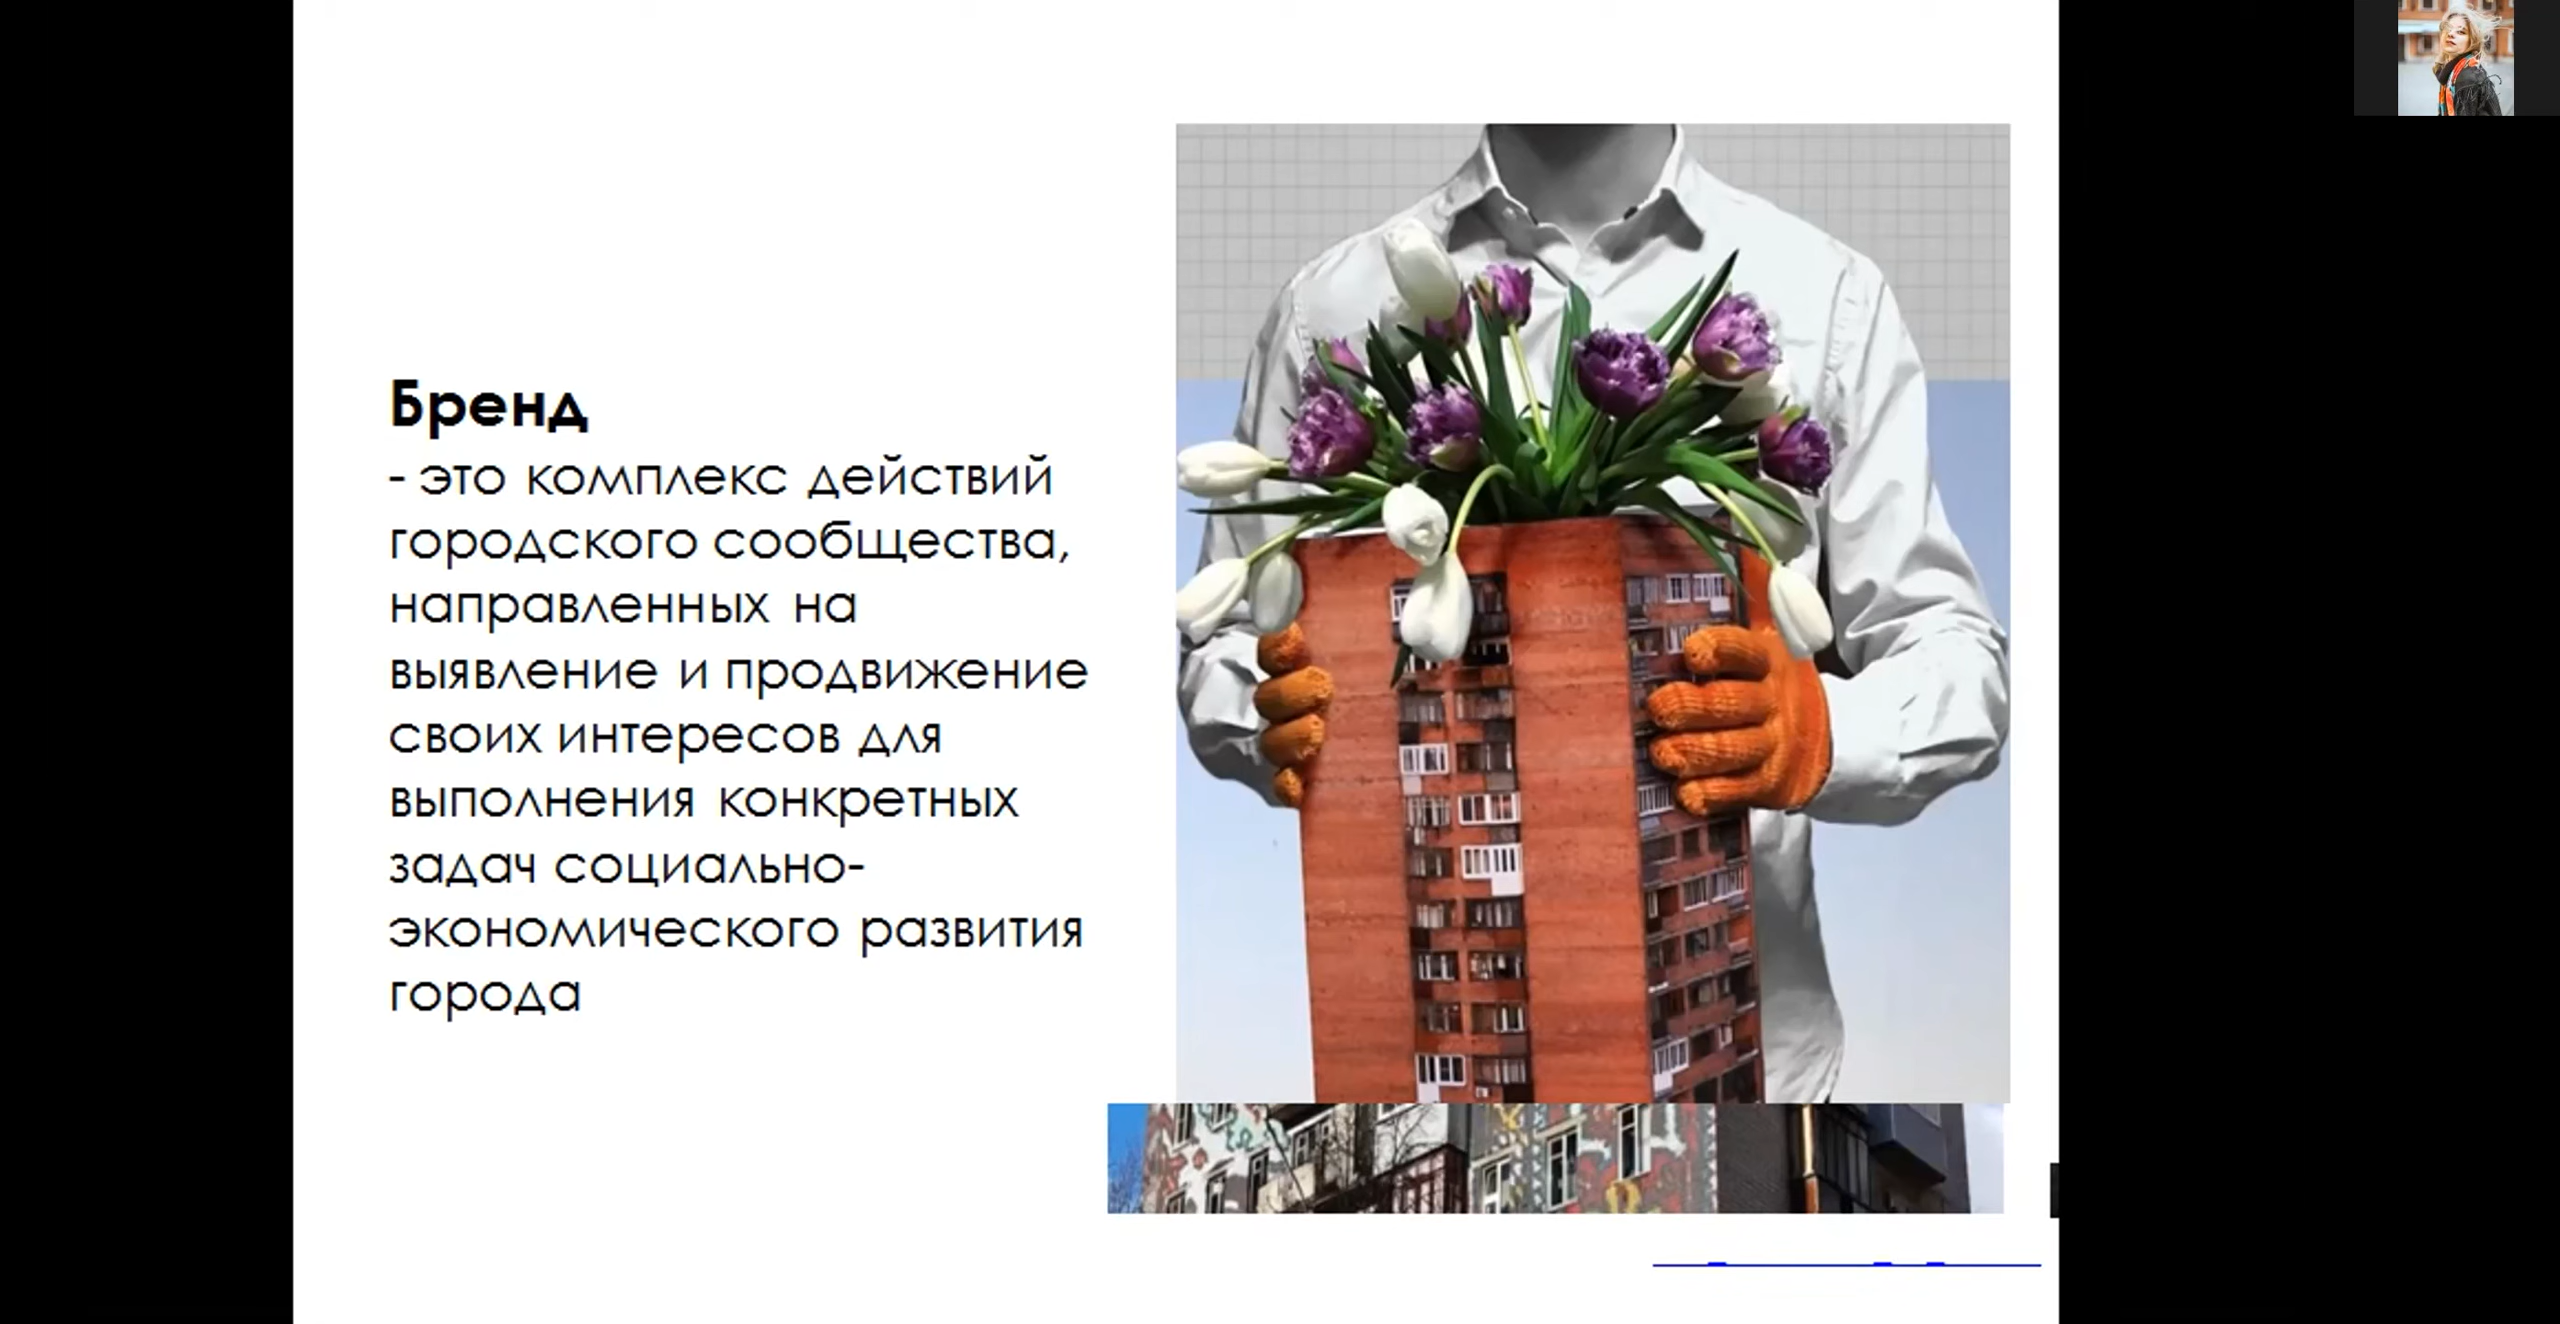 Бренд
- это комплекс действий
городского сообщества,
направленных на
выявление и продвижение
своих интересов для
выполнения конкретных
задач социально-
экономического развития
города